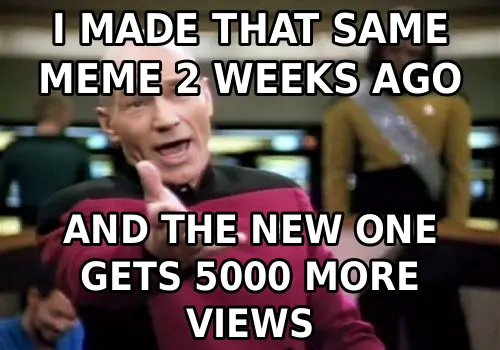 I MADE THAT SAME
MEME 2 WEEKS AGO
AND THE NEW ONE
GETS 5000 MORE
VIEWS